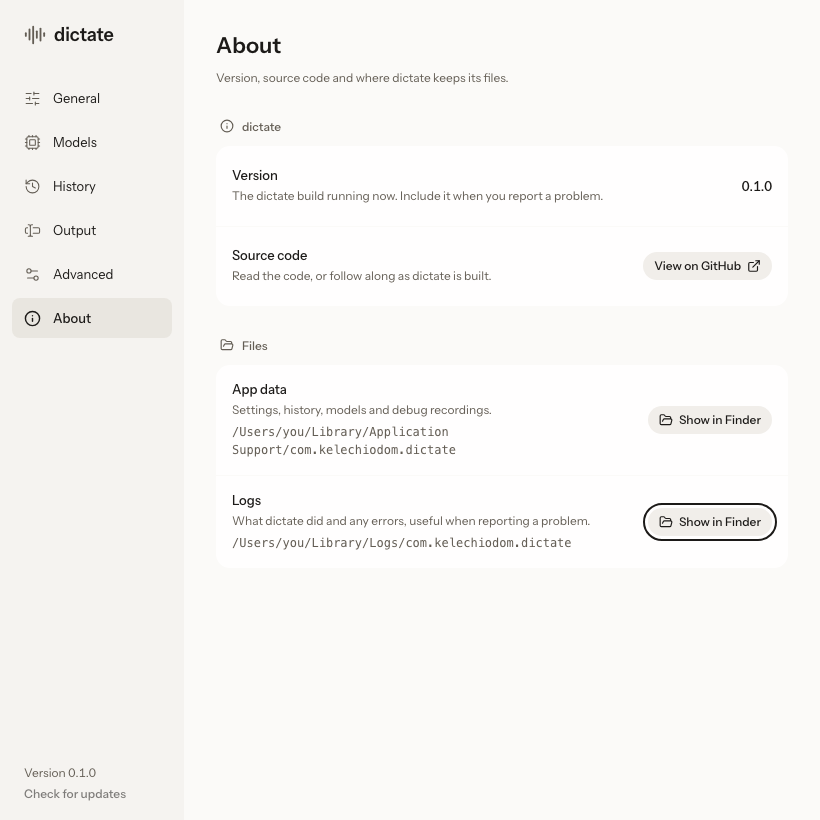 dictate
General
Models
History
Output
Advanced
About
Version 0.1.0
Check for updates
About
Version, source code and where dictate keeps its files.
dictate
Version
The dictate build running now. Include it when you report a problem.
0.1.0
Source code
Read the code, or follow along as dictate is built.
View on GitHub
Files
App data
Settings, history, models and debug recordings.
/Users/you/Library/Application
Support/com.kelechiodom.dictate
Show in Finder
Logs
What dictate did and any errors, useful when reporting a problem.
/Users/you/Library/Logs/com.kelechiodom.dictate
Show in Finder